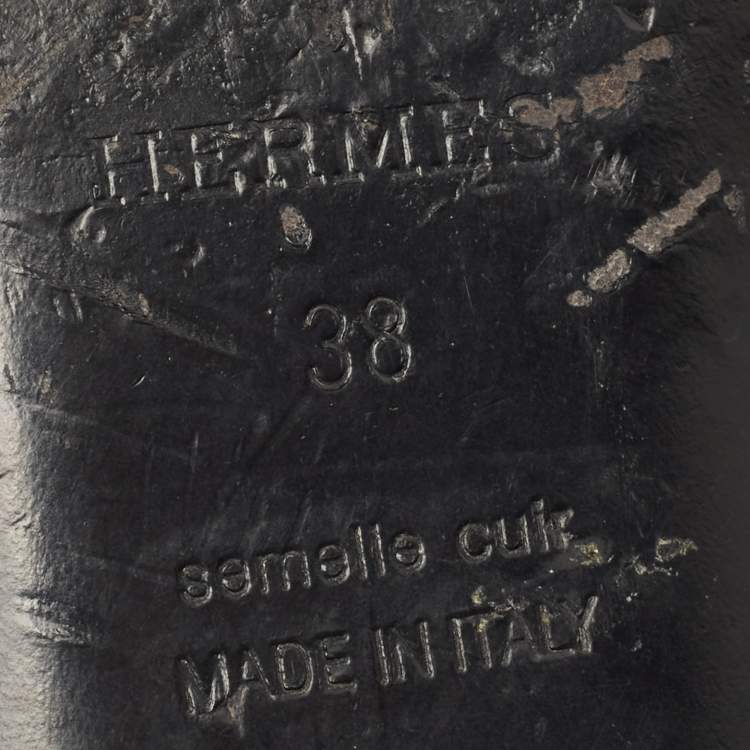 HERMES
38
semelle cuir
MADE IN ITALY